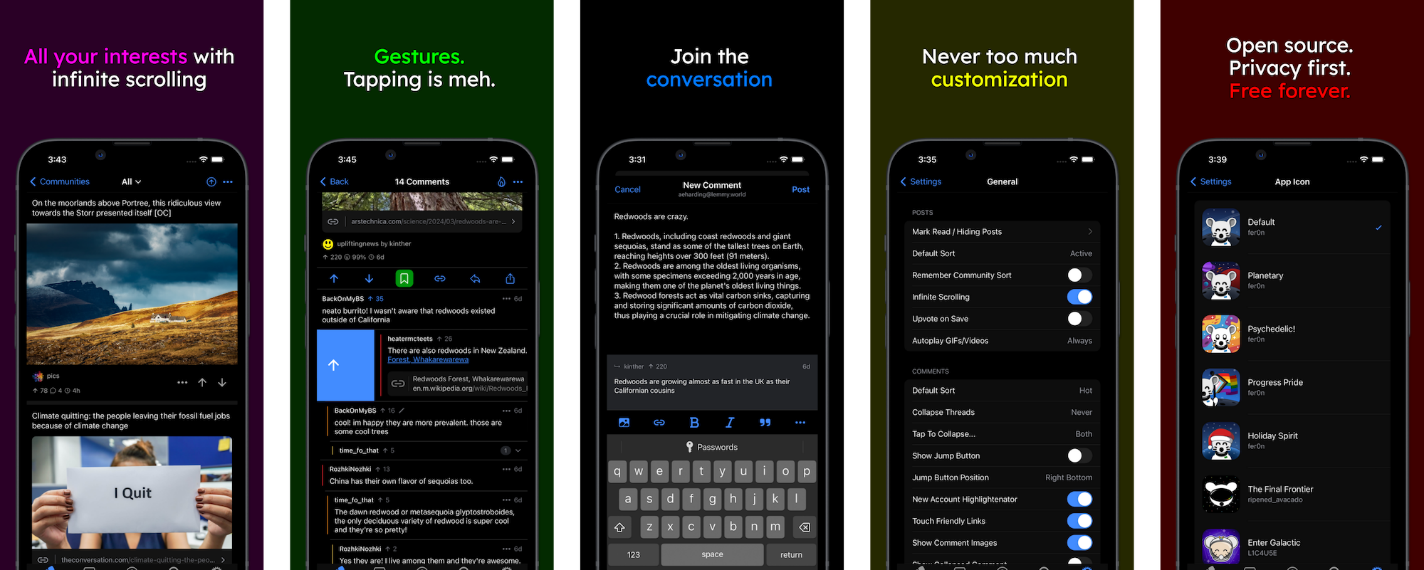 All your interests with
infinite scrolling
3:43
Communities
All
On the moorlands above Portree, this ridiculous view
towards the Storr presented itself [OC]
pics
78 4 4h
Climate quitting: the people leaving their fossil fuel jobs
because of climate change
I Quit
theconversation.com/climate-quitting-the-peo...
Gestures.
Tapping is meh.
3:45
Back
14 Comments
arstechnica.com/science/2024/03/redwoods-are-...
upliftingnews by kinther
220 99% 6d
BackOnMyBS 35 6d
neato burrito! I wasn't aware that redwoods existed
outside of California
heatermcteets 26
There are also redwoods in New Zealand.
Forest, Whakarewarewa
Redwoods Forest, Whakarewarewa
en.m.wikipedia.org/wiki/Redwoods_
BackOnMyBS 16 6d
cool! im happy they are more prevalent. those are
some cool trees
time_fo_that 5 1
RozhkiNozhki 13 6d
China has their own flavor of sequoias too.
time_fo_that 5 6d
The dawn redwood or metasequoia glyptostroboides,
the only deciduous variety of redwood is super cool
and they're so pretty!
RozhkiNozhki 2 6d
Yes they are! I live among them and they're awesome.
Join the
conversation
3:31
Cancel
New Comment
aeharding@lemmy.world
Post
Redwoods are crazy.
1. Redwoods, including coast redwoods and giant
sequoias, stand as some of the tallest trees on Earth,
reaching heights over 300 feet (91 meters).
2. Redwoods are among the oldest living organisms,
with some specimens exceeding 2,000 years in age,
making them one of the planet's oldest living things.
3. Redwood forests act as vital carbon sinks, capturing
and storing significant amounts of carbon dioxide,
thus playing a crucial role in mitigating climate change.
kinther 220 6d
Redwoods are growing almost as fast in the UK as their
Californian cousins
B I
Passwords
q w e r t y u i o p
a s d f g h j k l
z x c v b n m
123 space return
Never too much
customization
3:35
Settings
General
POSTS
Mark Read / Hiding Posts
Default Sort Active
Remember Community Sort
Infinite Scrolling
Upvote on Save
Autoplay GIFs/Videos Always
COMMENTS
Default Sort Hot
Collapse Threads Never
Tap To Collapse... Both
Show Jump Button
Jump Button Position Right Bottom
New Account Highlightenator
Touch Friendly Links
Show Comment Images
Show Collapsed Comment
Open source.
Privacy first.
Free forever.
3:39
Settings
App Icon
Default
fer0n
Planetary
fer0n
Psychedelic!
fer0n
Progress Pride
fer0n
Holiday Spirit
fer0n
The Final Frontier
ripened_avacado
Enter Galactic
L1C4U5E